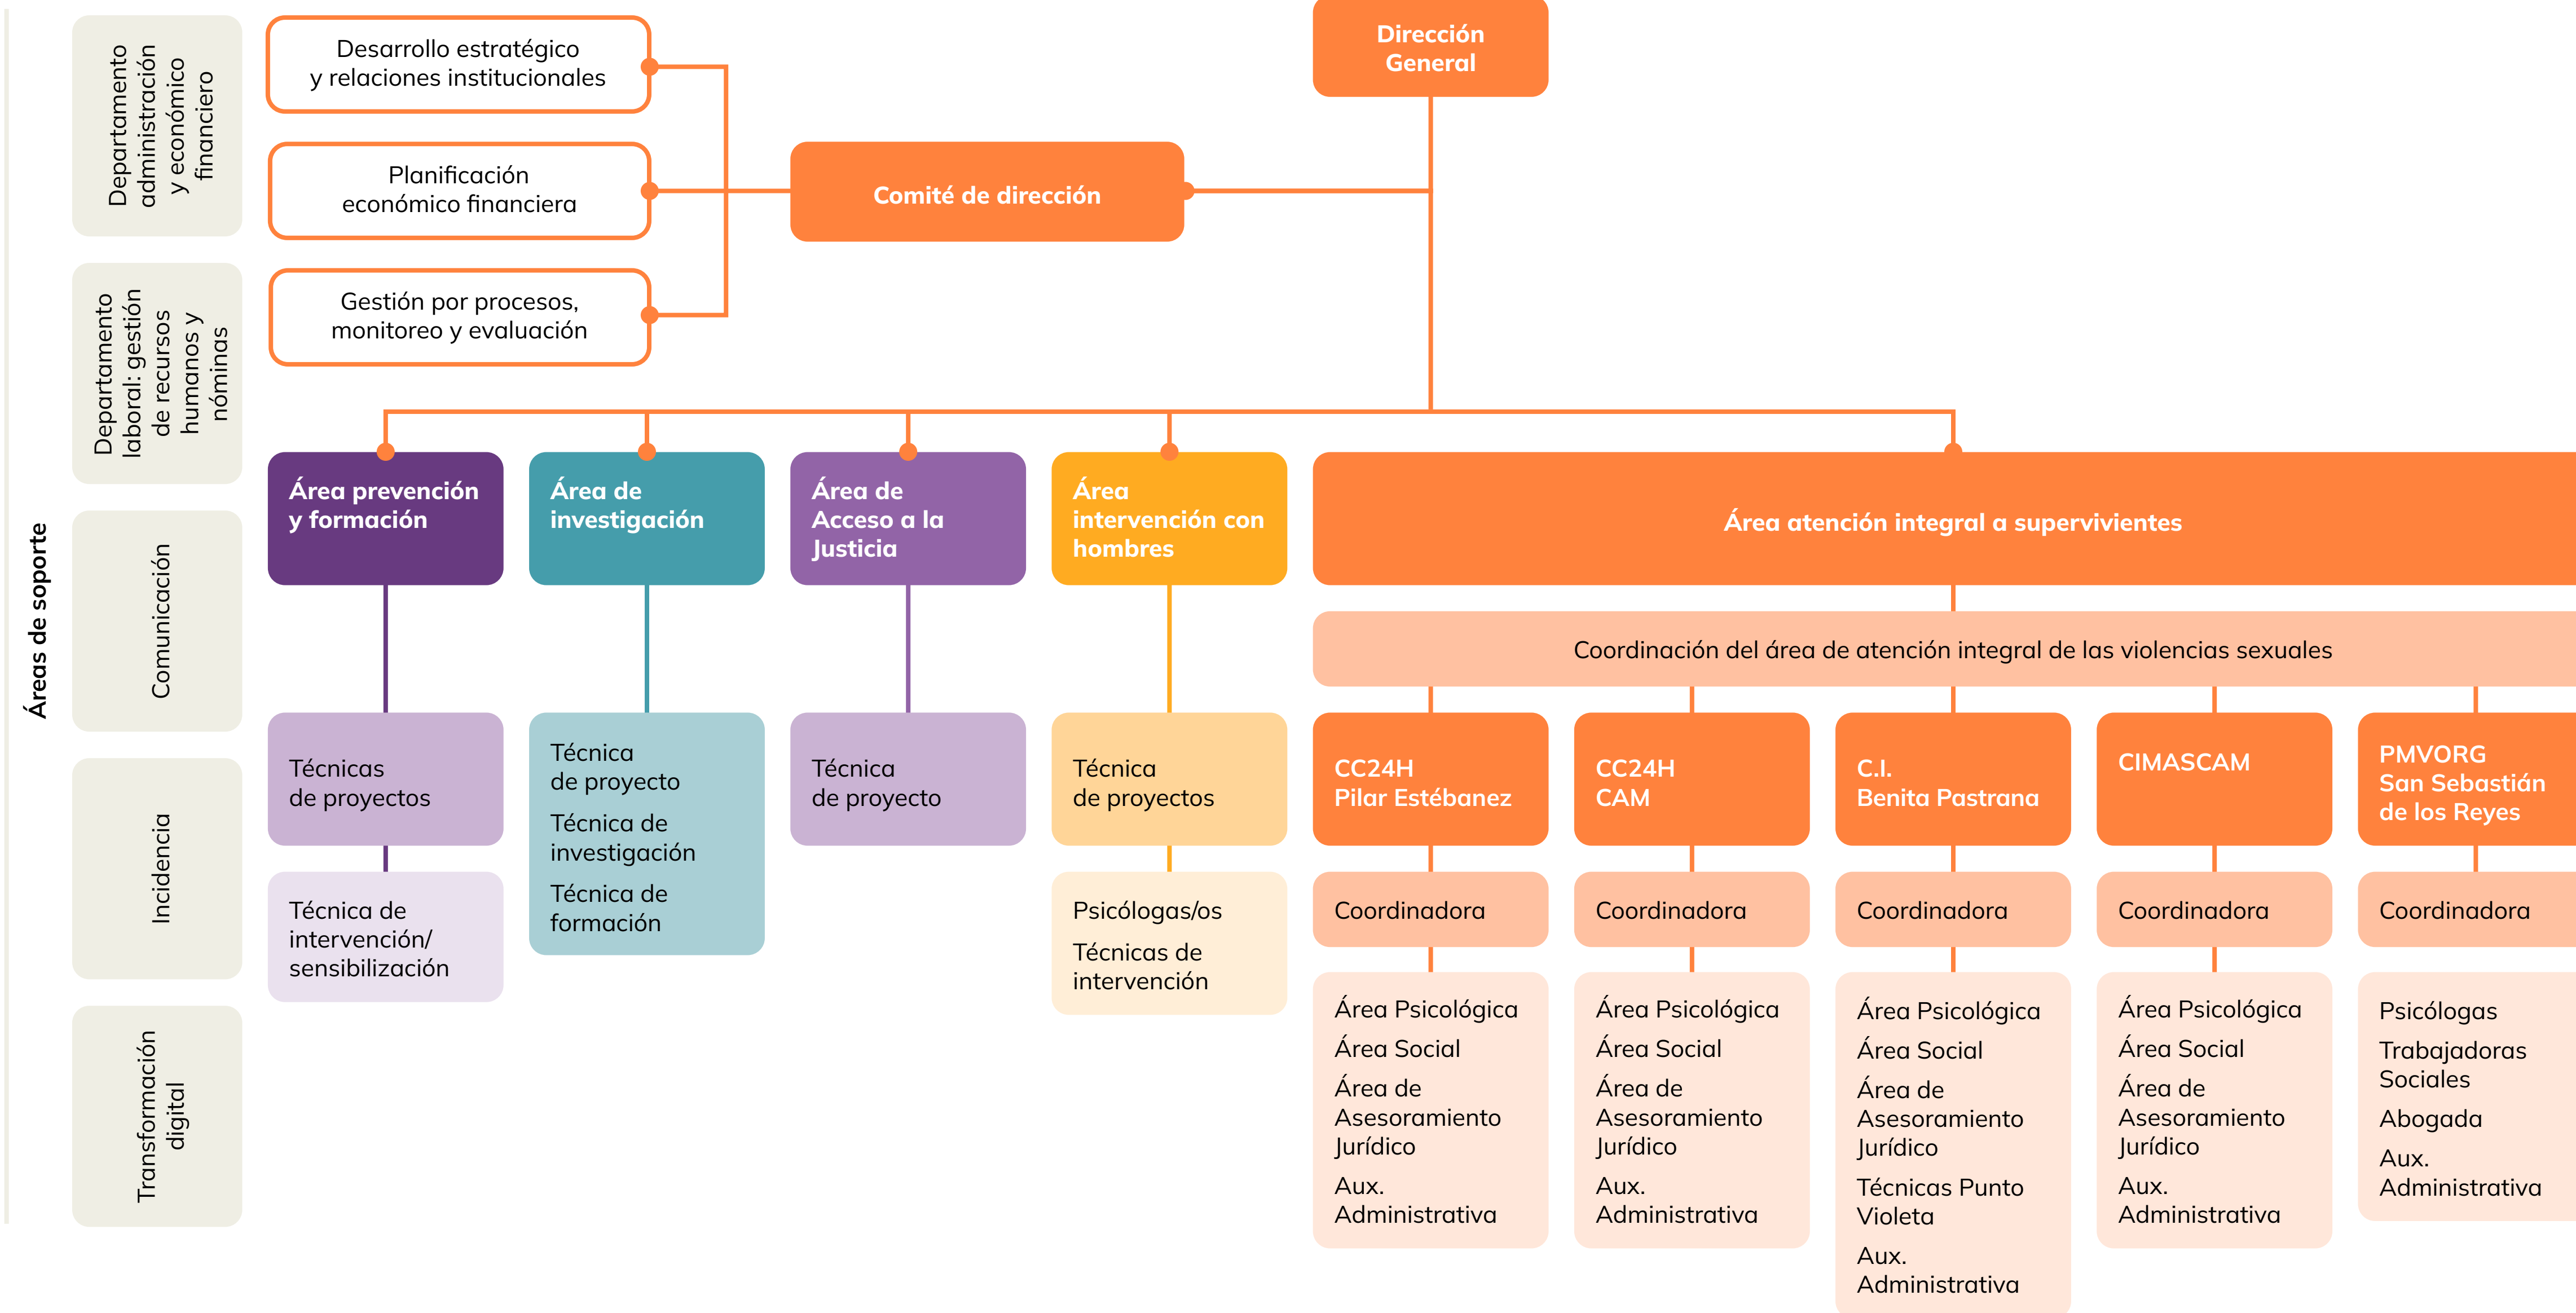 Áreas de soporte
Departamento
administración
y económico
financiero
Departamento
laboral: gestión
de recursos
humanos y
nóminas
Comunicación
Incidencia
Transformación
digital
Desarrollo estratégico
y relaciones institucionales
Planificación
económico financiera
Gestión por procesos,
monitoreo y evaluación
Comité de dirección
Dirección
General
Área prevención
y formación
Técnicas
de proyectos
Técnica de
intervención/
sensibilización
Área de
investigación
Técnica
de proyecto
Técnica de
investigación
Técnica de
formación
Área de
Acceso a la
Justicia
Técnica
de proyecto
Área
intervención con
hombres
Técnica
de proyectos
Psicólogas/os
Técnicas de
intervención
Área atención integral a supervivientes
Coordinación del área de atención integral de las violencias sexuales
CC24H
Pilar Estébanez
Coordinadora
Área Psicológica
Área Social
Área de
Asesoramiento
Jurídico
Aux.
Administrativa
CC24H
CAM
Coordinadora
Área Psicológica
Área Social
Área de
Asesoramiento
Jurídico
Aux.
Administrativa
C.I.
Benita Pastrana
Coordinadora
Área Psicológica
Área Social
Área de
Asesoramiento
Jurídico
Técnicas Punto
Violeta
Aux.
Administrativa
CIMASCAM
Coordinadora
Área Psicológica
Área Social
Área de
Asesoramiento
Jurídico
Aux.
Administrativa
PMVORG
San Sebastián
de los Reyes
Coordinadora
Psicólogas
Trabajadoras
Sociales
Abogada
Aux.
Administrativa